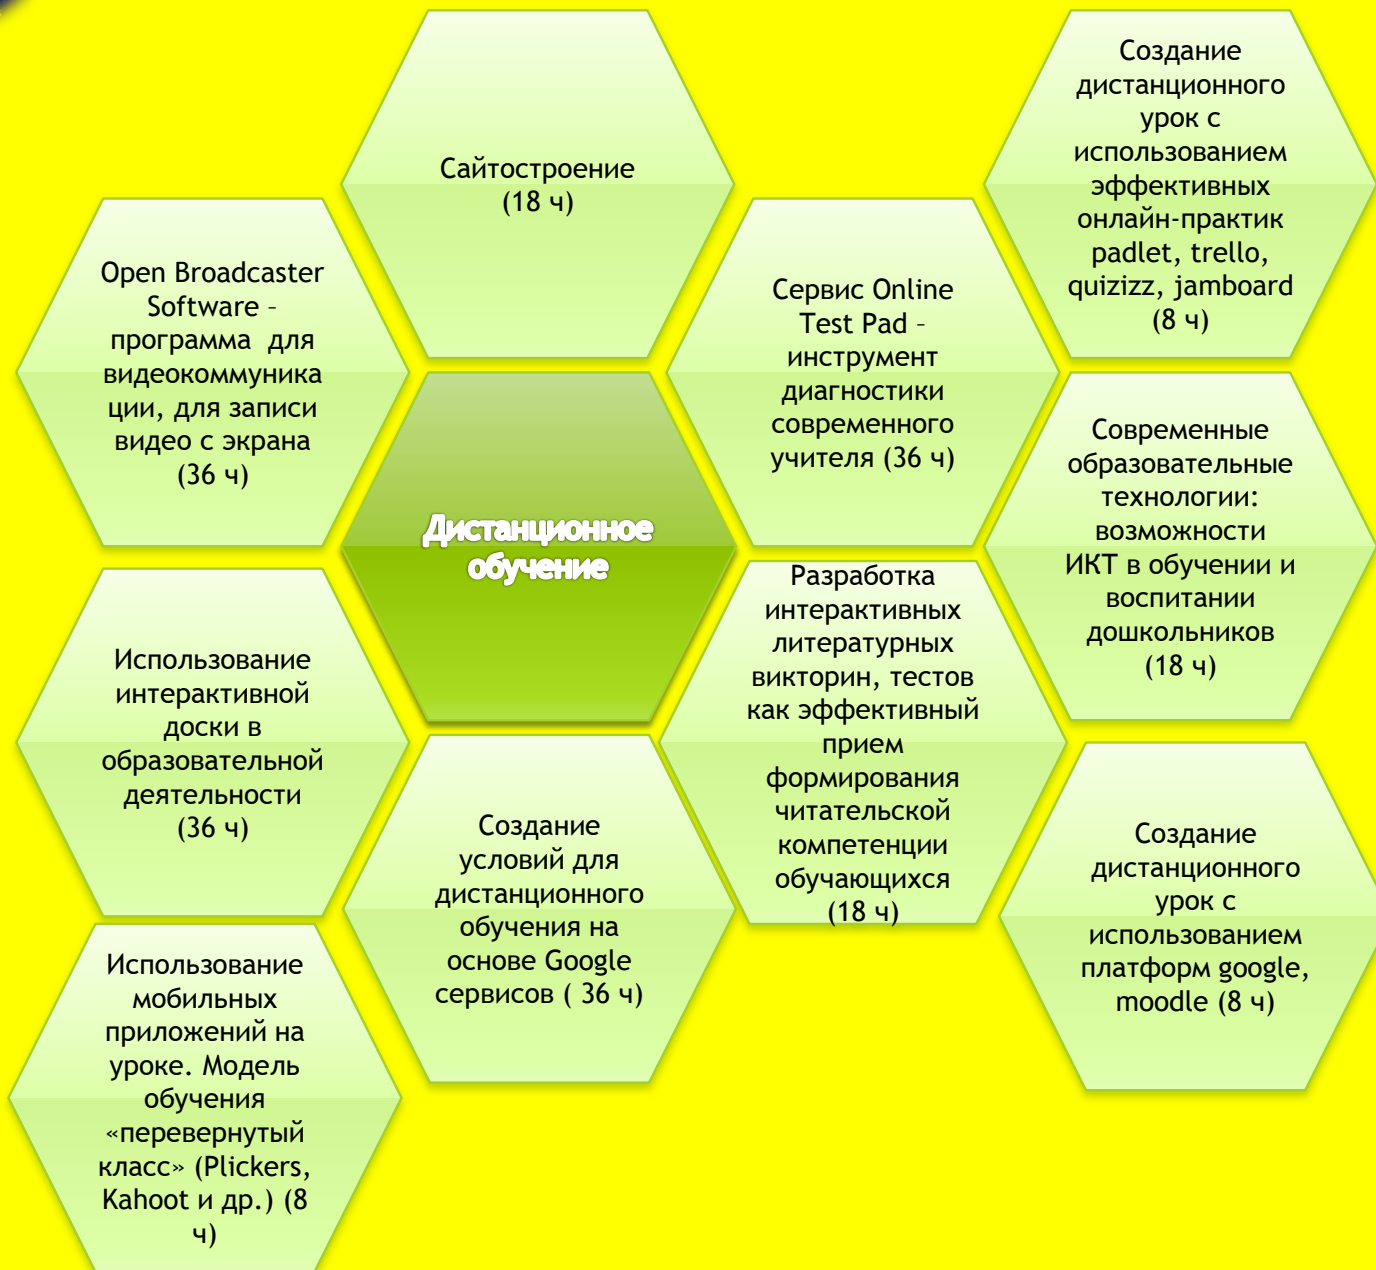 Сайтостроение
(18 ч)
Создание
дистанционного
урок с
использованием
эффективных
онлайн-практик
padlet, trello,
quizizz, jamboard
(8 ч)
Open Broadcaster
Software –
программа для
видеокоммуника
ции, для записи
видео с экрана
(36 ч)
Сервис Online
Test Pad –
инструмент
диагностики
современного
учителя (36 ч)
Дистанционное
обучение
Современные
образовательные
технологии:
возможности
ИКТ в обучении и
воспитании
дошкольников
(18 ч)
Использование
интерактивной
доски в
образовательной
деятельности
(36 ч)
Разработка
интерактивных
литературных
викторин, тестов
как эффективный
прием
формирования
читательской
компетенции
обучающихся
(18 ч)
Создание
условий для
дистанционного
обучения на
основе Google
сервисов ( 36 ч)
Создание
дистанционного
урок с
использованием
платформ google,
moodle (8 ч)
Использование
мобильных
приложений на
уроке. Модель
обучения
«перевернутый
класс» (Plickers,
Kahoot и др.) (8
ч)